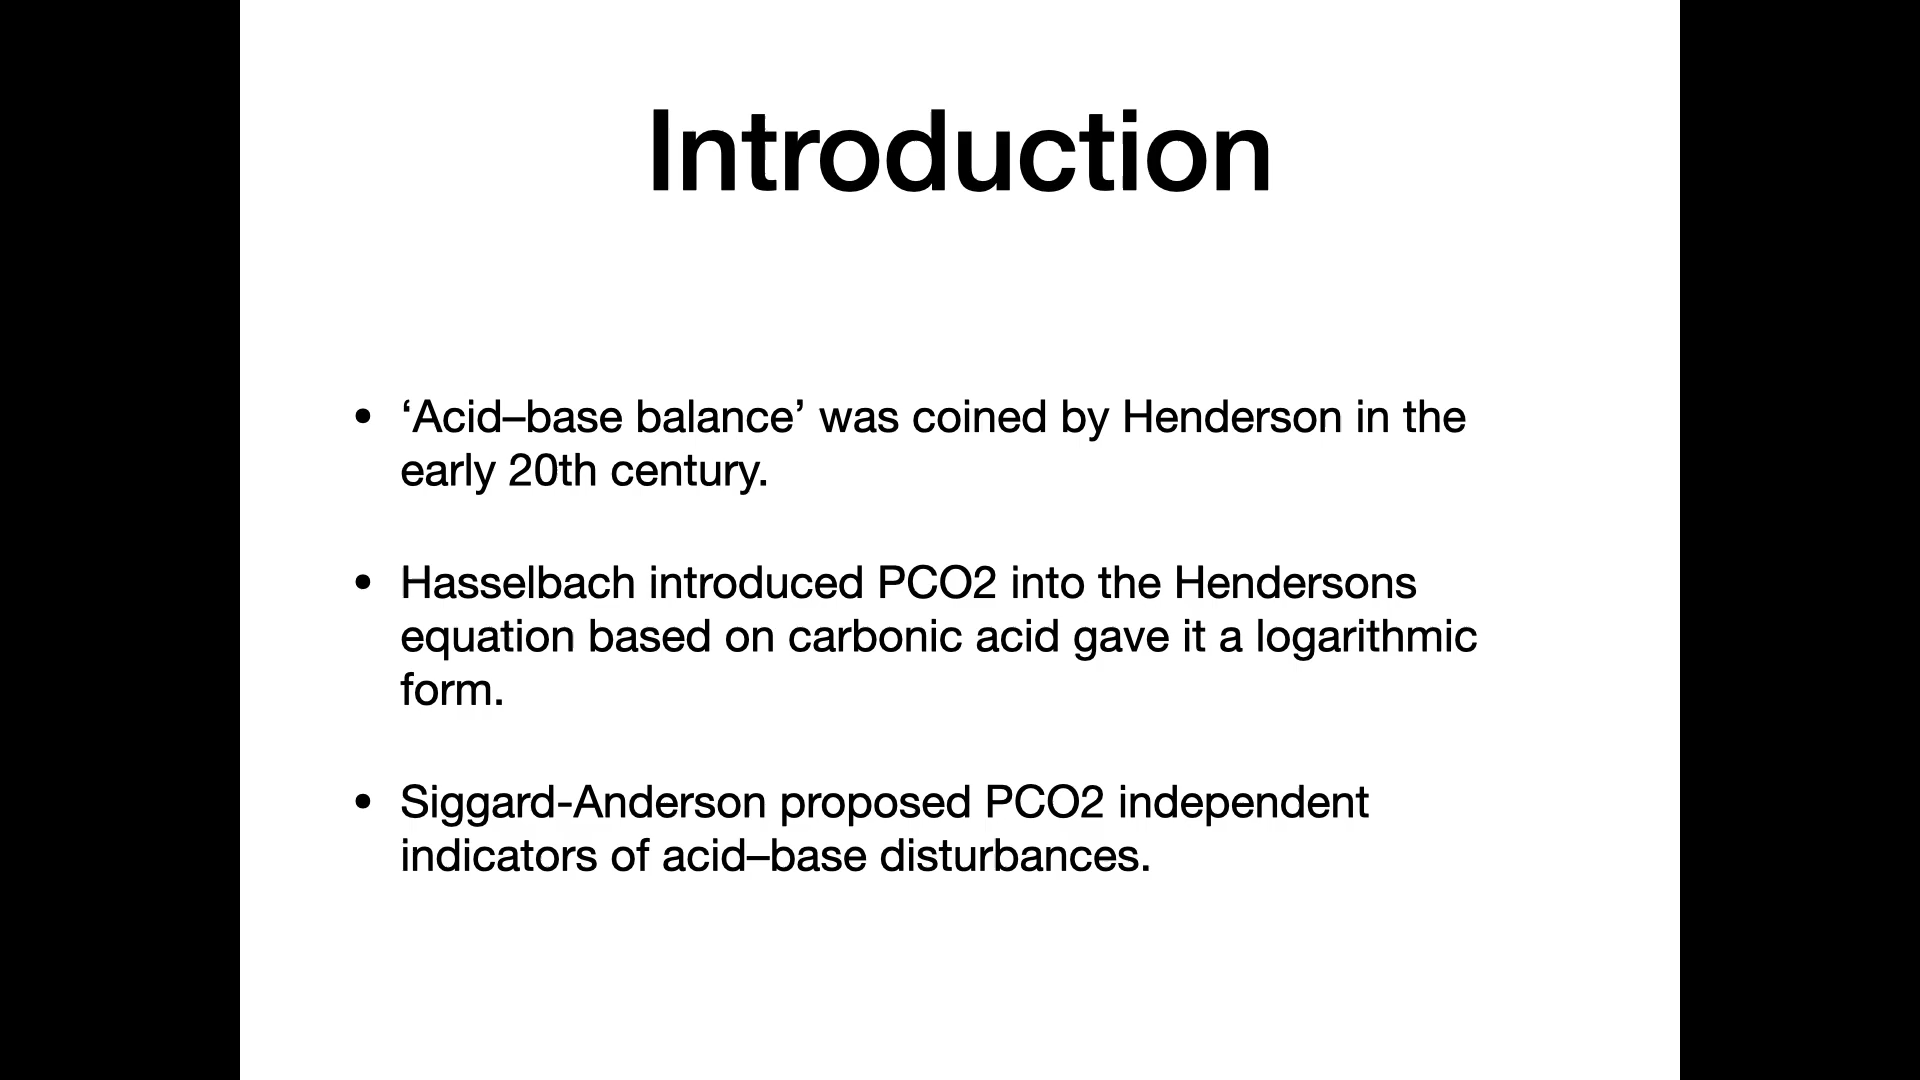 Introduction
• ‘Acid–base balance’ was coined by Henderson in the
early 20th century.
• Hasselbach introduced PCO2 into the Hendersons
equation based on carbonic acid gave it a logarithmic
form.
• Siggard-Anderson proposed PCO2 independent
indicators of acid–base disturbances.